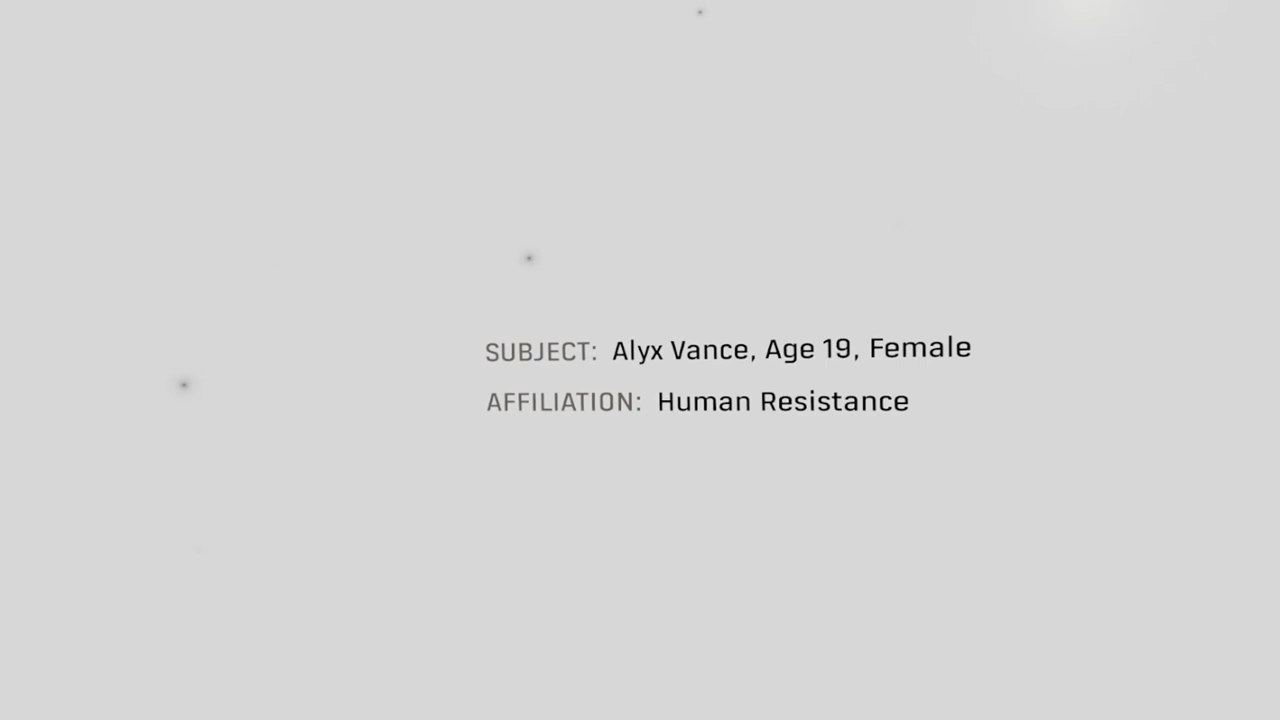 SUBJECT: Alyx Vance, Age 19, Female
AFFILIATION: Human Resistance